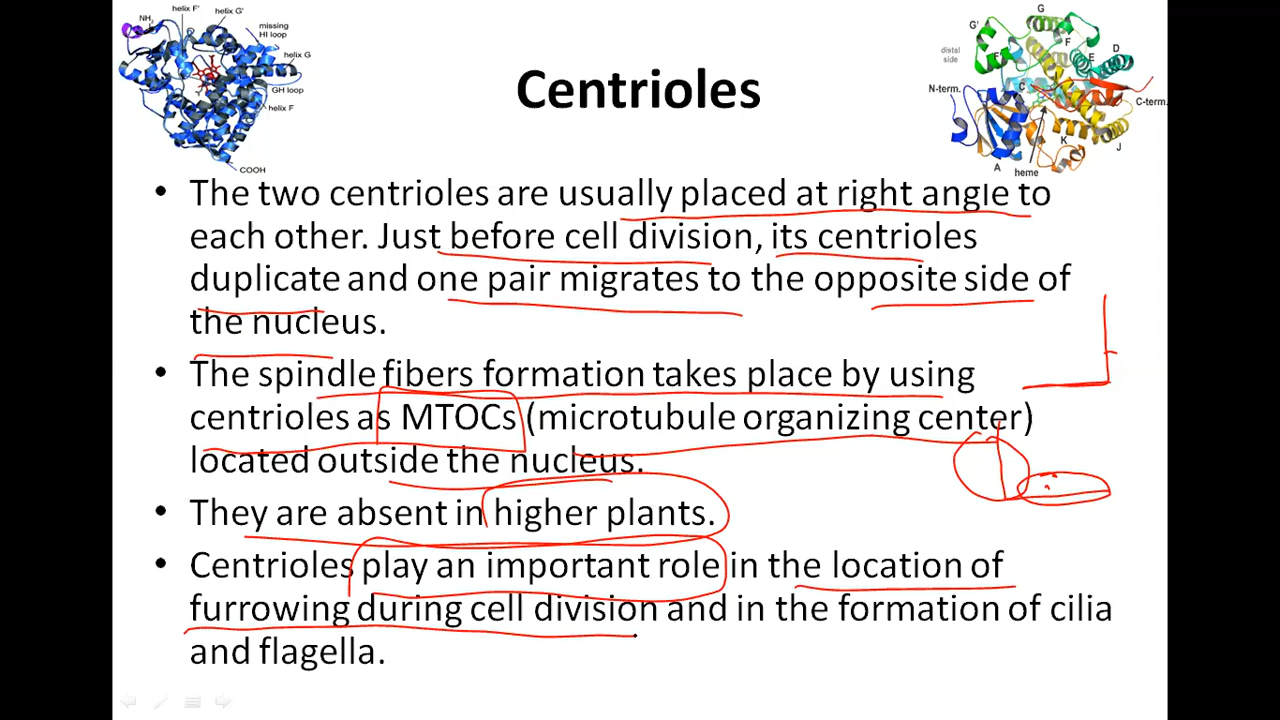 NH2
helix F'
helix G'
missing
HI loop
helix G
GH loop
helix F
COOH
G
G'
F
D
distal
side
F'
E
N-term.
C
C-term.
K
J
A
heme
Centrioles
• The two centrioles are usually placed at right angle to
each other. Just before cell division, its centrioles
duplicate and one pair migrates to the opposite side of
the nucleus.
• The spindle fibers formation takes place by using
centrioles as MTOCs (microtubule organizing center)
located outside the nucleus.
• They are absent in higher plants.
• Centrioles play an important role in the location of
furrowing during cell division and in the formation of cilia
and flagella.